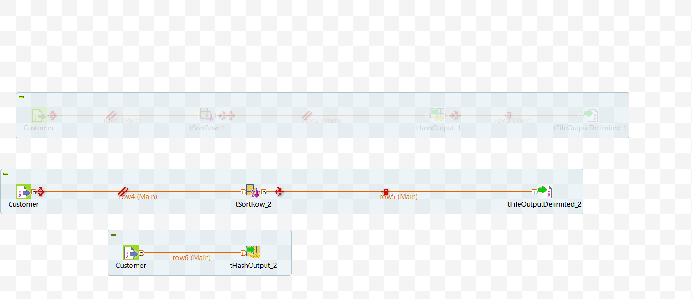 Customer
tSortRow_1
tHashOutput_1
tFileOutputDelimited_1
row4 (Main)
row5 (Main)
Customer
tSortRow_2
tFileOutputDelimited_2
row6 (Main)
Customer
tHashOutput_2